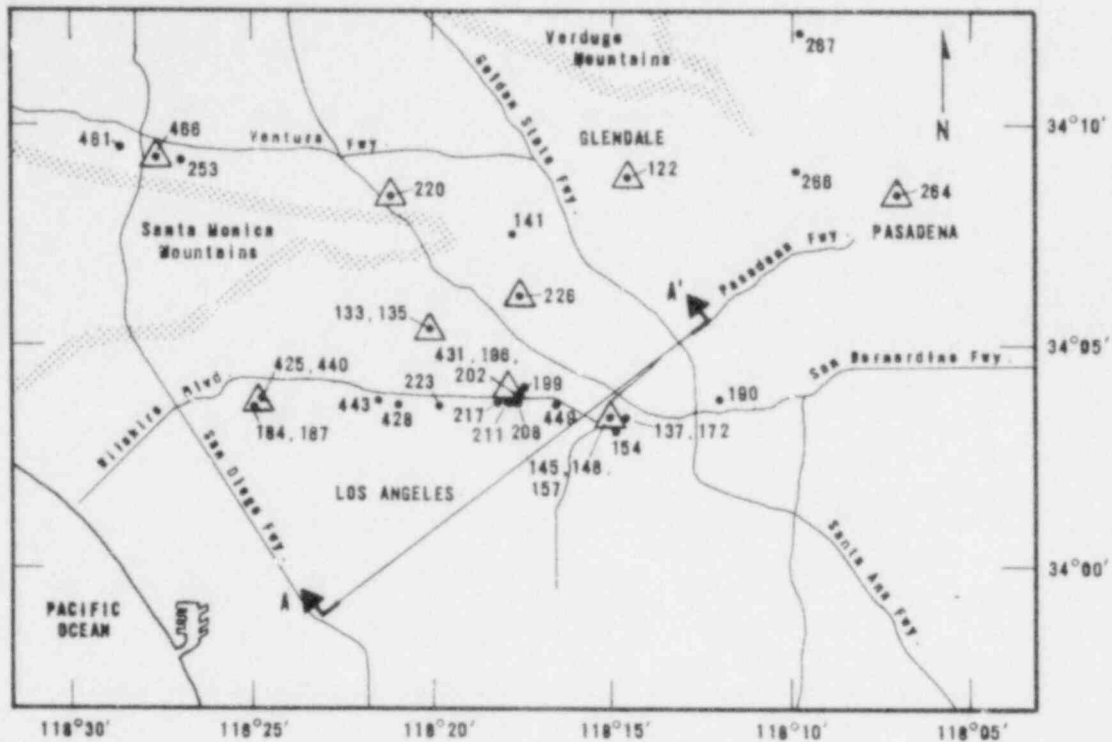 Verdugo
Mountains
267
Golden State Fwy.
N
34°10'
GLENDALE
461
466
253
Ventura Fwy.
122
266
264
220
Santa Monica
Mountains
141
PASADENA
Pasadena Fwy.
226
A'
133, 135
34°05'
431, 196,
202
199
San Bernardino Fwy.
425, 440
223
190
Wilshire Blvd.
443
428
217
211
208
449
137, 172
184, 187
154
145, 148,
157
San Diego Fwy.
LOS ANGELES
Santa Ana Fwy.
34°00'
A
PACIFIC
OCEAN
118°30'
118°25'
118°20'
118°15'
118°10'
118°05'